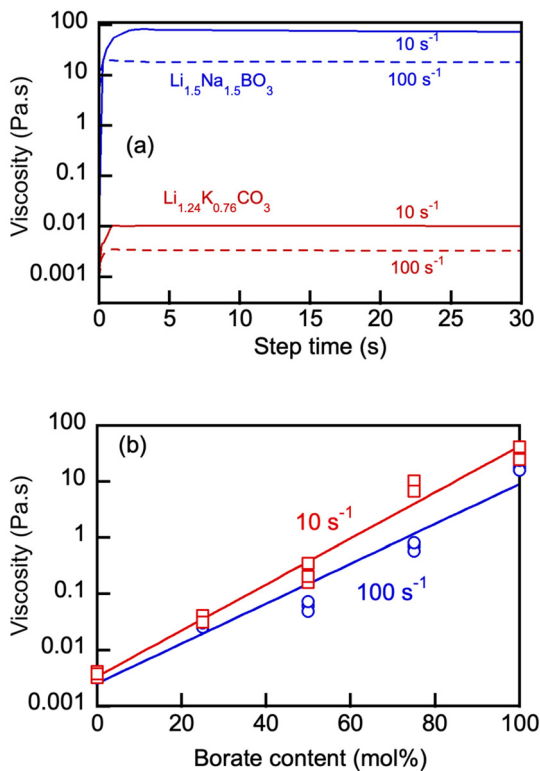 100
10
1
0.1
0.01
0.001
Viscosity (Pa.s)
10 s⁻¹
Li₁.₅Na₁.₅BO₃
100 s⁻¹
(a)
Li₁.₂₄K₀.₇₆CO₃
10 s⁻¹
100 s⁻¹
0 5 10 15 20 25 30
Step time (s)
100
10
1
0.1
0.01
0.001
Viscosity (Pa.s)
(b)
10 s⁻¹
100 s⁻¹
0 20 40 60 80 100
Borate content (mol%)